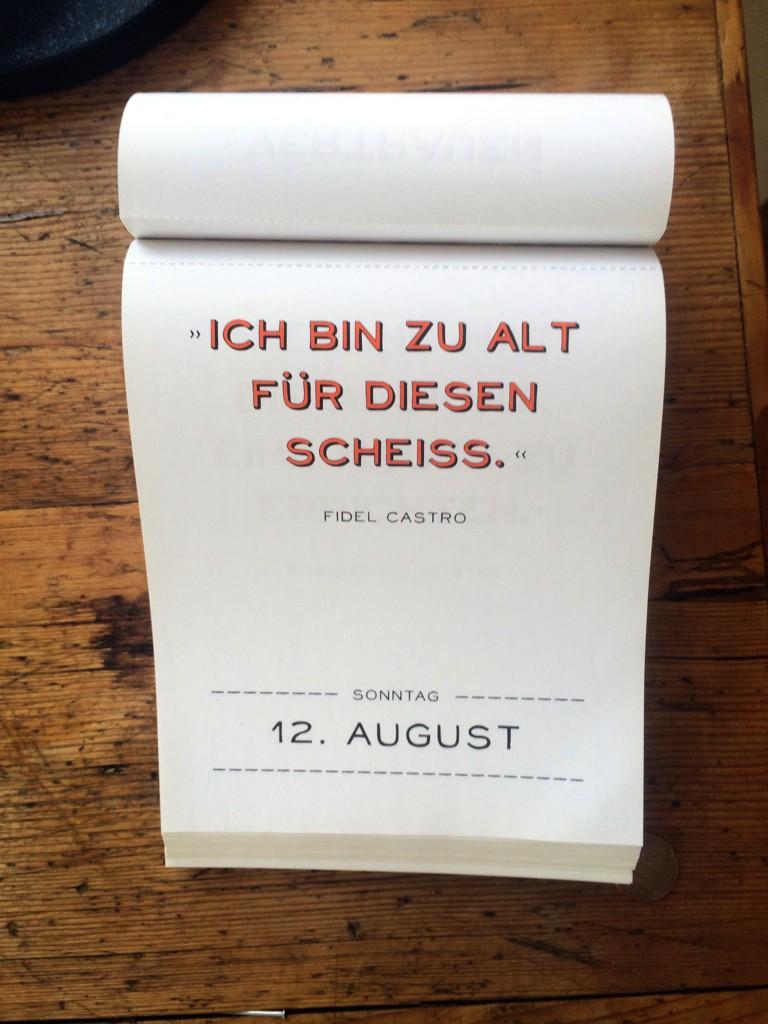 »ICH BIN ZU ALT
FÜR DIESEN
SCHEISS.«
FIDEL CASTRO
SONNTAG
12. AUGUST